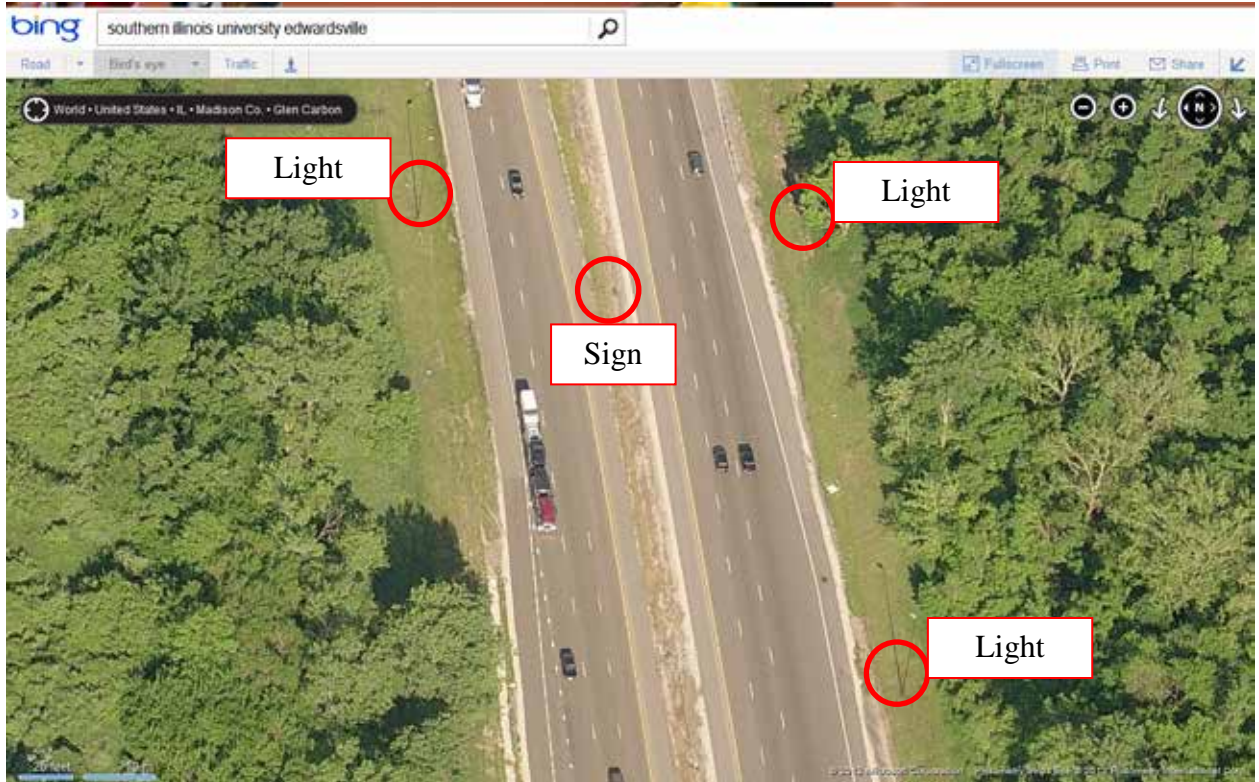 bing
southern illinois university edwardsville
Road Bird's eye Traffic Fullscreen Print Share
World • United States • IL • Madison Co. • Glen Carbon
N
Light
Light
Sign
Light